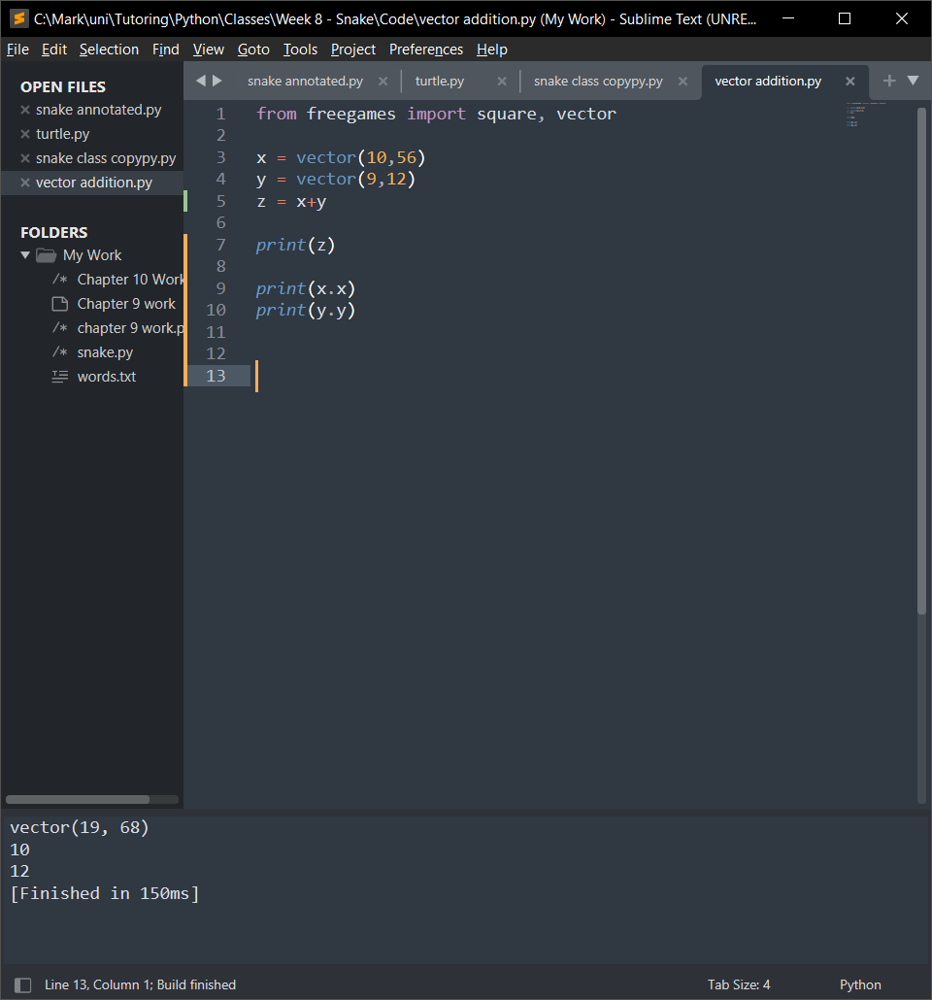 C:\Mark\uni\Tutoring\Python\Classes\Week 8 - Snake\Code\vector addition.py (My Work) - Sublime Text (UNRE...
File Edit Selection Find View Goto Tools Project Preferences Help
OPEN FILES
snake annotated.py
turtle.py
snake class copypy.py
vector addition.py
FOLDERS
My Work
/* Chapter 10 Work
Chapter 9 work
/* chapter 9 work.p
/* snake.py
words.txt
snake annotated.py turtle.py snake class copypy.py vector addition.py
1 from freegames import square, vector
2
3 x = vector(10,56)
4 y = vector(9,12)
5 z = x+y
6
7 print(z)
8
9 print(x.x)
10 print(y.y)
11
12
13
vector(19, 68)
10
12
[Finished in 150ms]
Line 13, Column 1; Build finished Tab Size: 4 Python